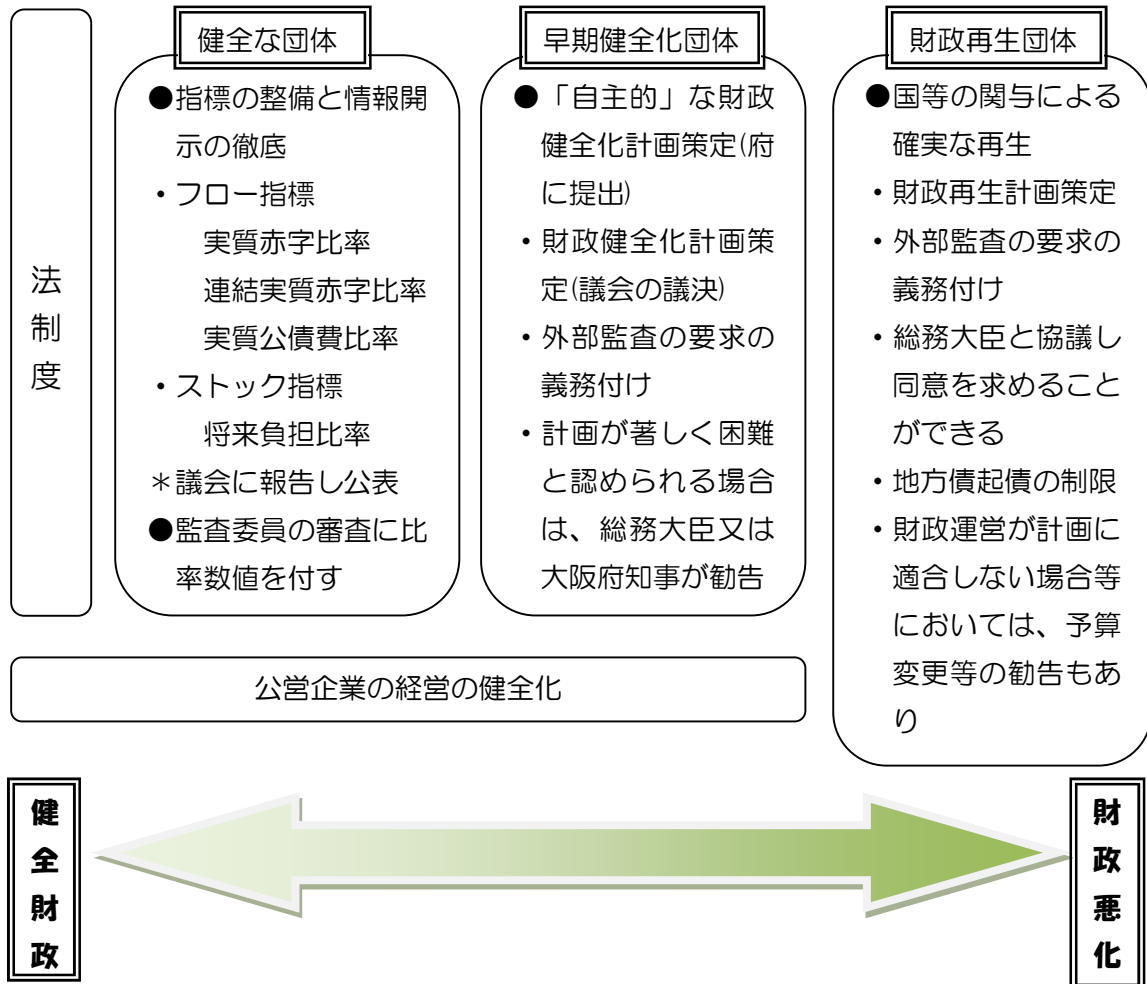 法制度
健全な団体
●指標の整備と情報開
示の徹底
・フロー指標
実質赤字比率
連結実質赤字比率
実質公債費比率
・ストック指標
将来負担比率
＊議会に報告し公表
●監査委員の審査に比
率数値を付す
早期健全化団体
●「自主的」な財政
健全化計画策定(府
に提出)
・財政健全化計画策
定(議会の議決)
・外部監査の要求の
義務付け
・計画が著しく困難
と認められる場合
は、総務大臣又は
大阪府知事が勧告
財政再生団体
●国等の関与による
確実な再生
・財政再生計画策定
・外部監査の要求の
義務付け
・総務大臣と協議し
同意を求めること
ができる
・地方債起債の制限
・財政運営が計画に
適合しない場合等
においては、予算
変更等の勧告もあ
り
公営企業の経営の健全化
健全財政
財政悪化